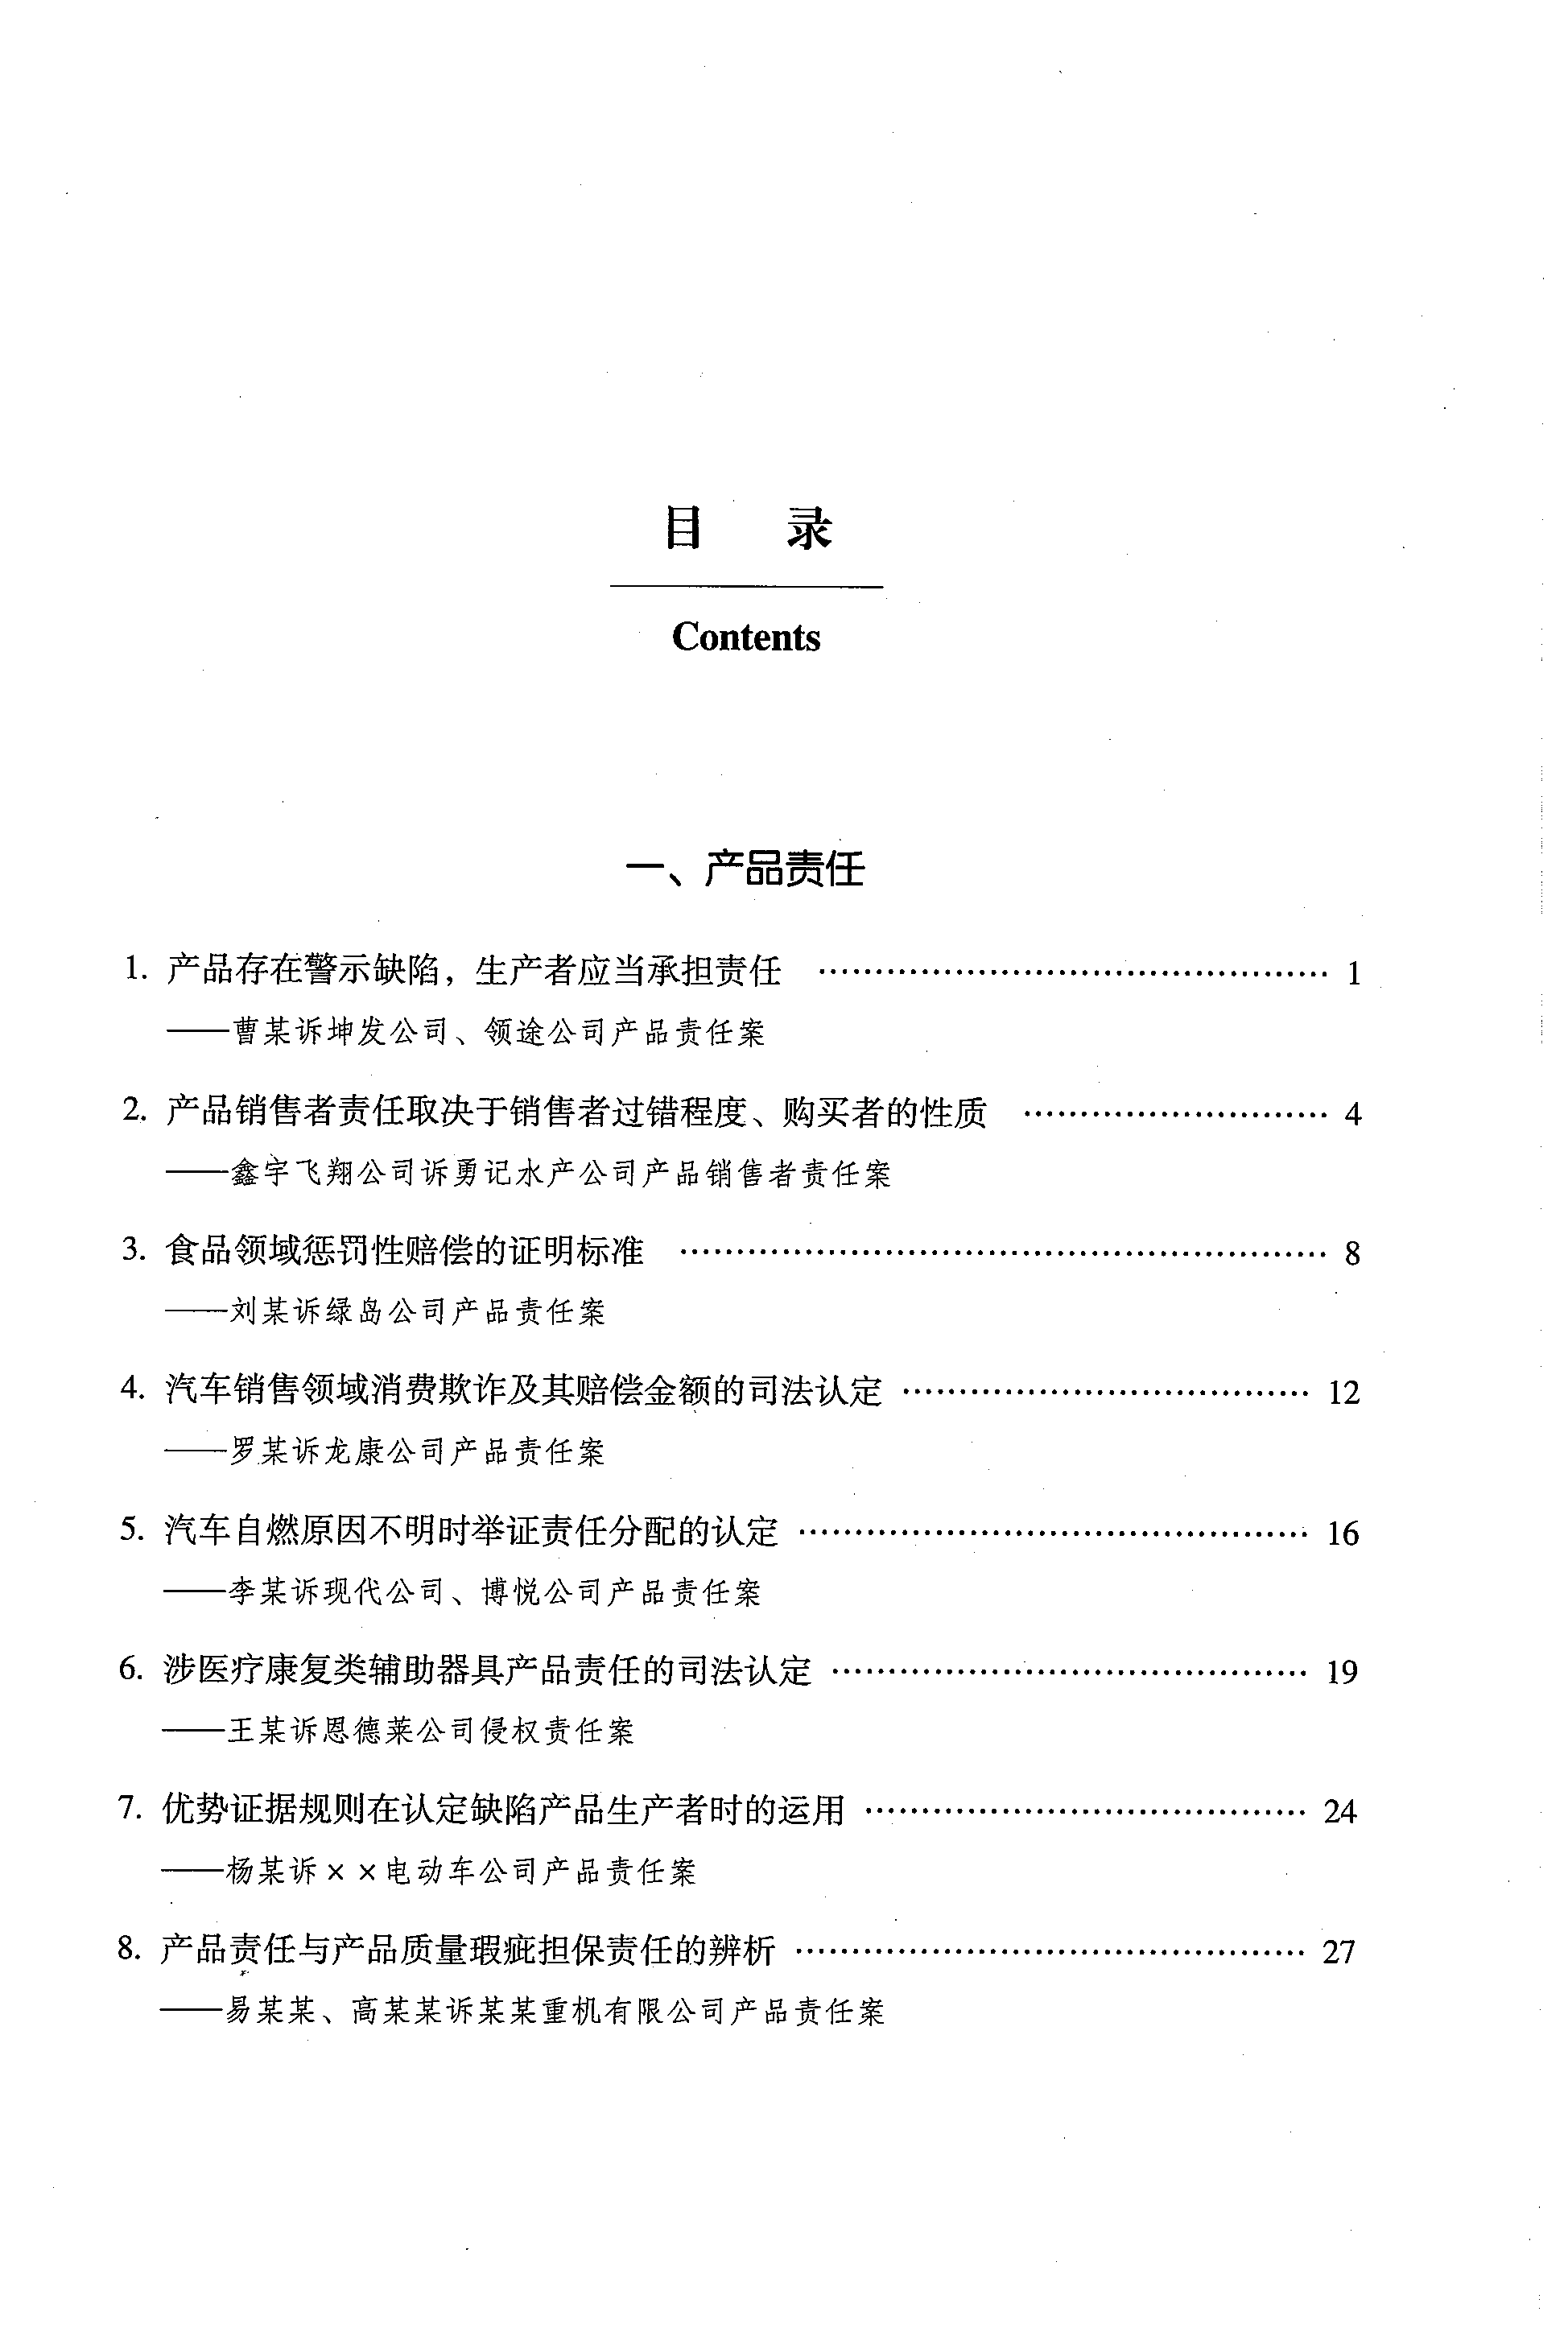 目 录
Contents
一、产品责任
1. 产品存在警示缺陷，生产者应当承担责任 ………………………………………… 1
——曹某诉坤发公司、领途公司产品责任案
2. 产品销售者责任取决于销售者过错程度、购买者的性质 ………………………… 4
——鑫宇飞翔公司诉勇记水产公司产品销售者责任案
3. 食品领域惩罚性赔偿的证明标准 …………………………………………………… 8
——刘某诉绿岛公司产品责任案
4. 汽车销售领域消费欺诈及其赔偿金额的司法认定 ………………………………… 12
——罗某诉龙康公司产品责任案
5. 汽车自燃原因不明时举证责任分配的认定 ………………………………………… 16
——李某诉现代公司、博悦公司产品责任案
6. 涉医疗康复类辅助器具产品责任的司法认定 ……………………………………… 19
——王某诉恩德莱公司侵权责任案
7. 优势证据规则在认定缺陷产品生产者时的运用 …………………………………… 24
——杨某诉××电动车公司产品责任案
8. 产品责任与产品质量瑕疵担保责任的辨析 ………………………………………… 27
——易某某、高某某诉某某重机有限公司产品责任案